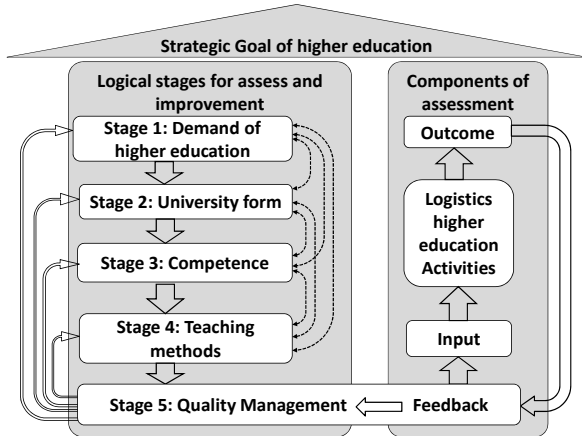 Strategic Goal of higher education
Logical stages for assess and
improvement
Stage 1: Demand of
higher education
Stage 2: University form
Stage 3: Competence
Stage 4: Teaching
methods
Stage 5: Quality Management
Components of
assessment
Outcome
Logistics
higher
education
Activities
Input
Feedback